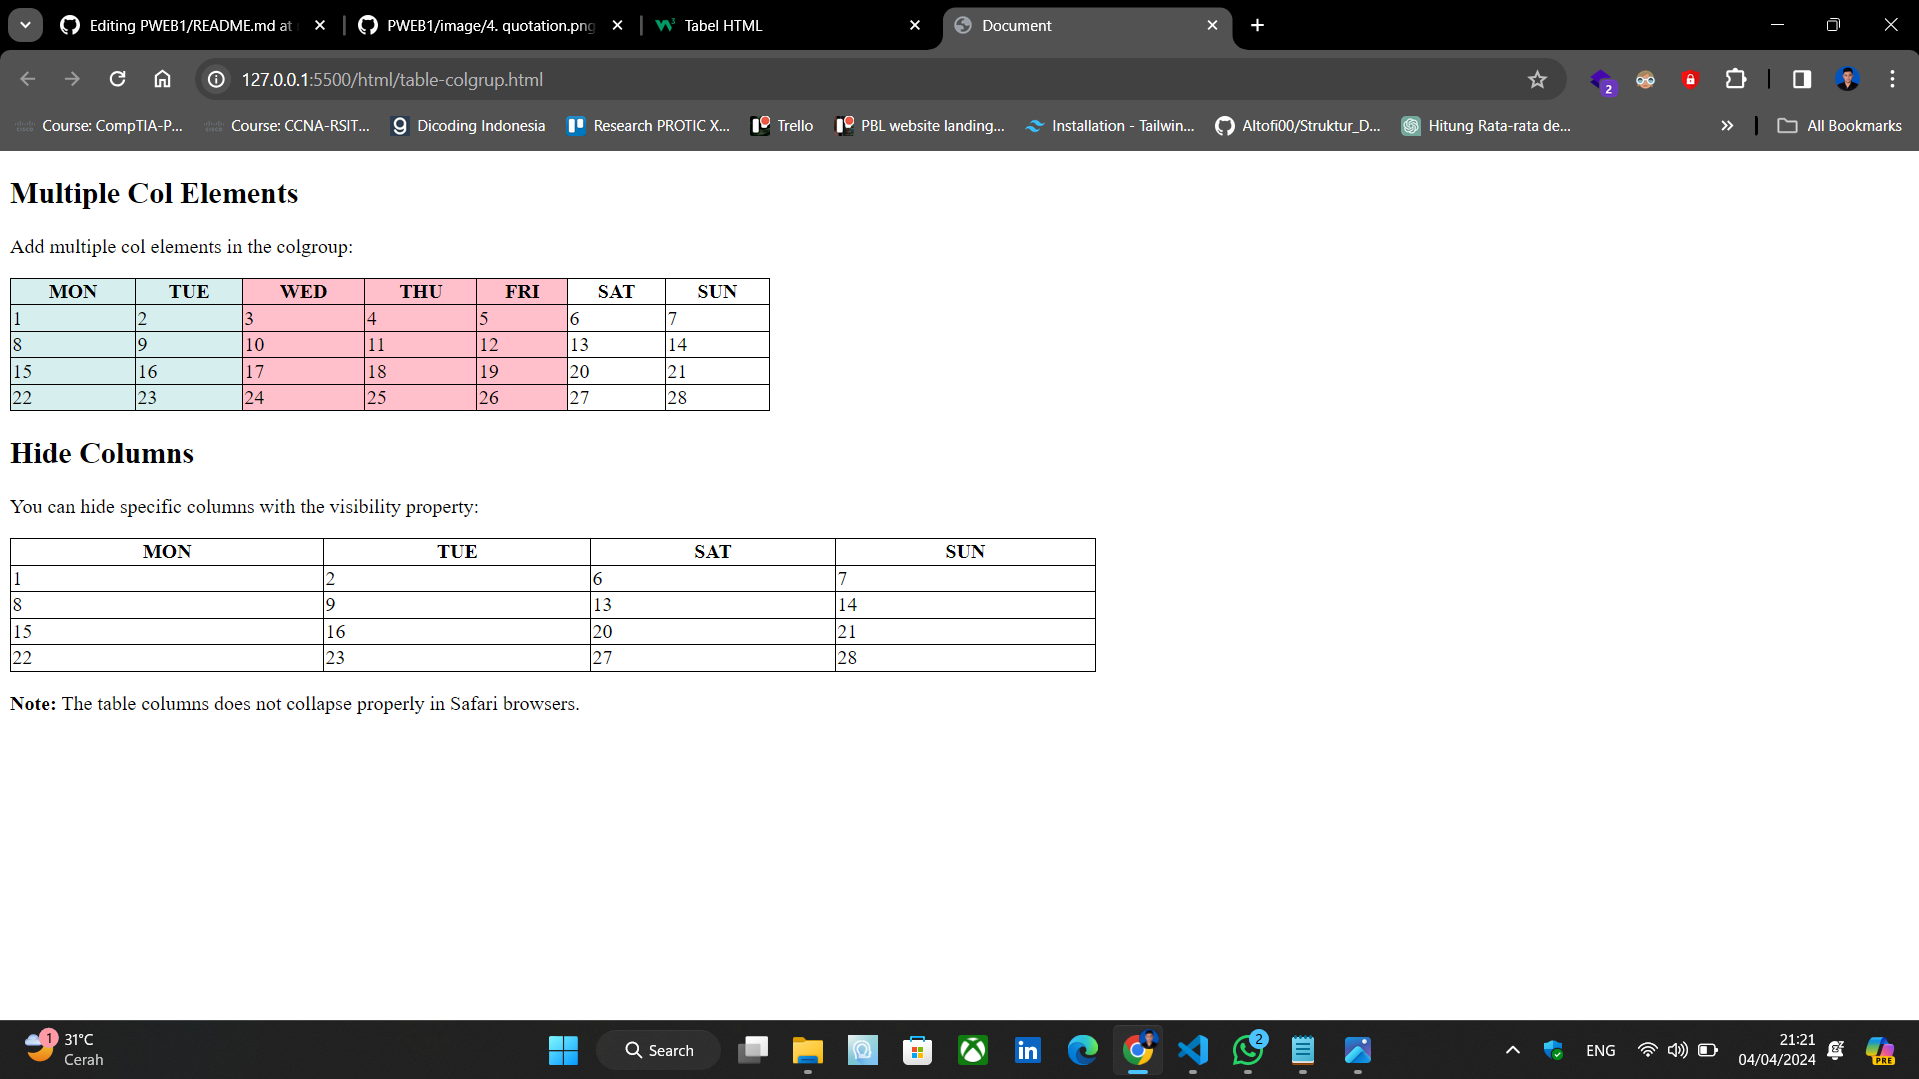 Editing PWEB1/README.md at
PWEB1/image/4. quotation.png
Tabel HTML
Document
127.0.0.1:5500/html/table-colgrup.html
2
Course: CompTIA-P...
Course: CCNA-RSIT...
Dicoding Indonesia
Research PROTIC X...
Trello
PBL website landing...
Installation - Tailwin...
Altofi00/Struktur_D...
Hitung Rata-rata de...
All Bookmarks
Multiple Col Elements
Add multiple col elements in the colgroup:
MON TUE WED THU FRI SAT SUN
1 2 3 4 5 6 7
8 9 10 11 12 13 14
15 16 17 18 19 20 21
22 23 24 25 26 27 28
Hide Columns
You can hide specific columns with the visibility property:
MON TUE SAT SUN
1 2 6 7
8 9 13 14
15 16 20 21
22 23 27 28
Note: The table columns does not collapse properly in Safari browsers.
1
31°C
Cerah
Search
2
ENG
21:21
04/04/2024
PRE